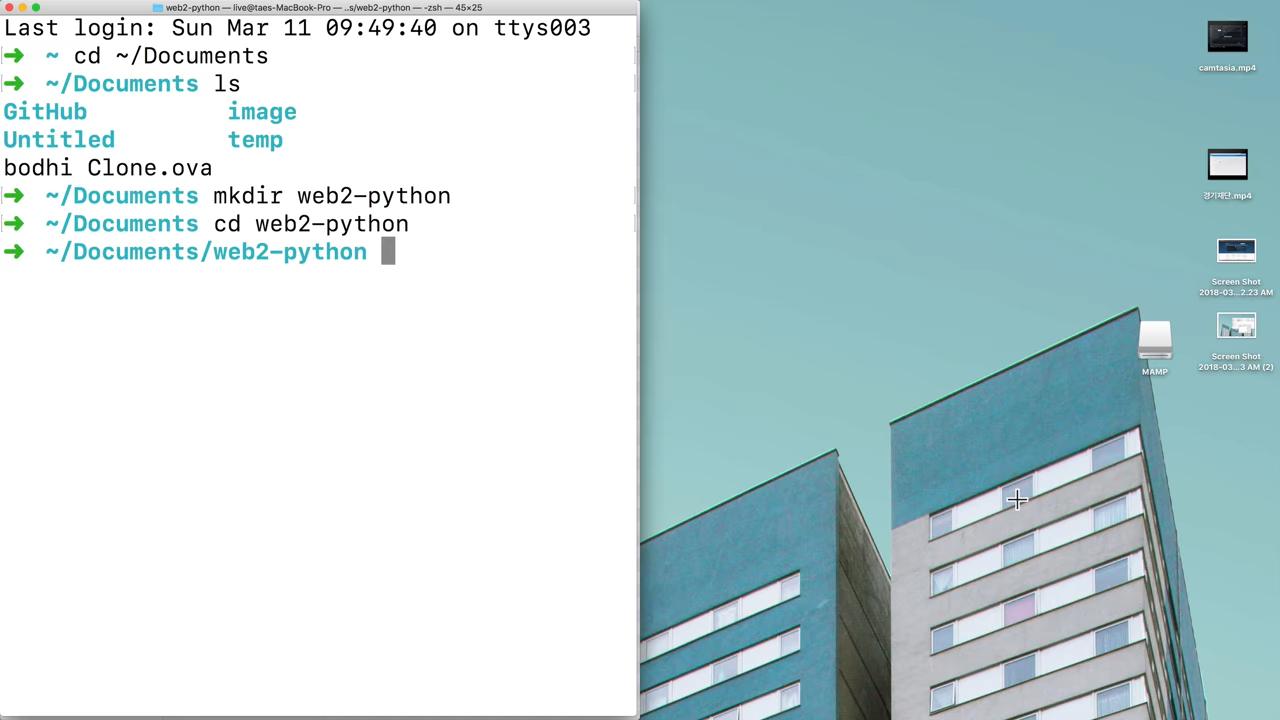 web2-python — live@taes-MacBook-Pro — ..s/web2-python — -zsh — 45×25
Last login: Sun Mar 11 09:49:40 on ttys003
➜ ~ cd ~/Documents
➜ ~/Documents ls
GitHub image
Untitled temp
bodhi Clone.ova
➜ ~/Documents mkdir web2-python
➜ ~/Documents cd web2-python
➜ ~/Documents/web2-python
camtasia.mp4
경기재단.mp4
Screen Shot
2018-03...2.23 AM
Screen Shot
2018-03...3 AM (2)
MAMP